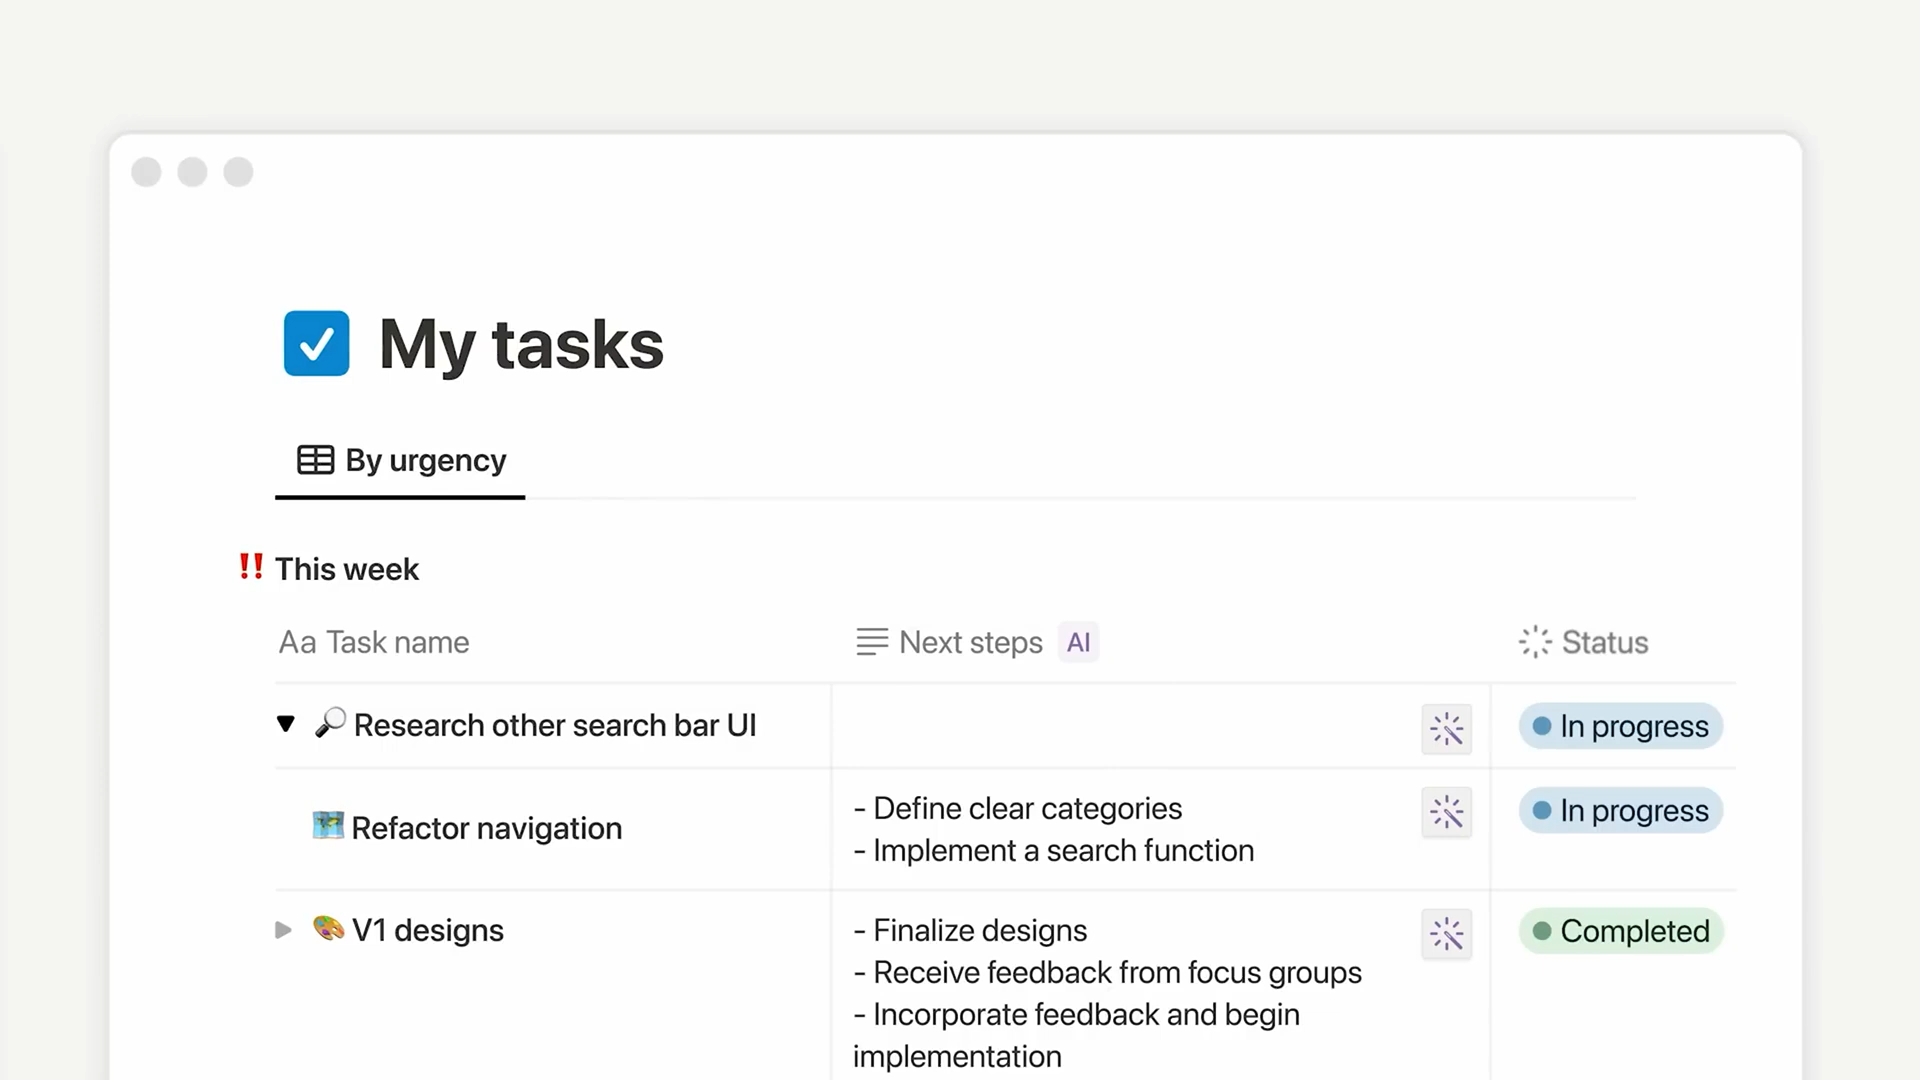 My tasks
By urgency
‼️ This week
Aa Task name
Next steps AI
Status
Research other search bar UI
In progress
Refactor navigation
- Define clear categories
- Implement a search function
In progress
V1 designs
- Finalize designs
- Receive feedback from focus groups
- Incorporate feedback and begin
implementation
Completed